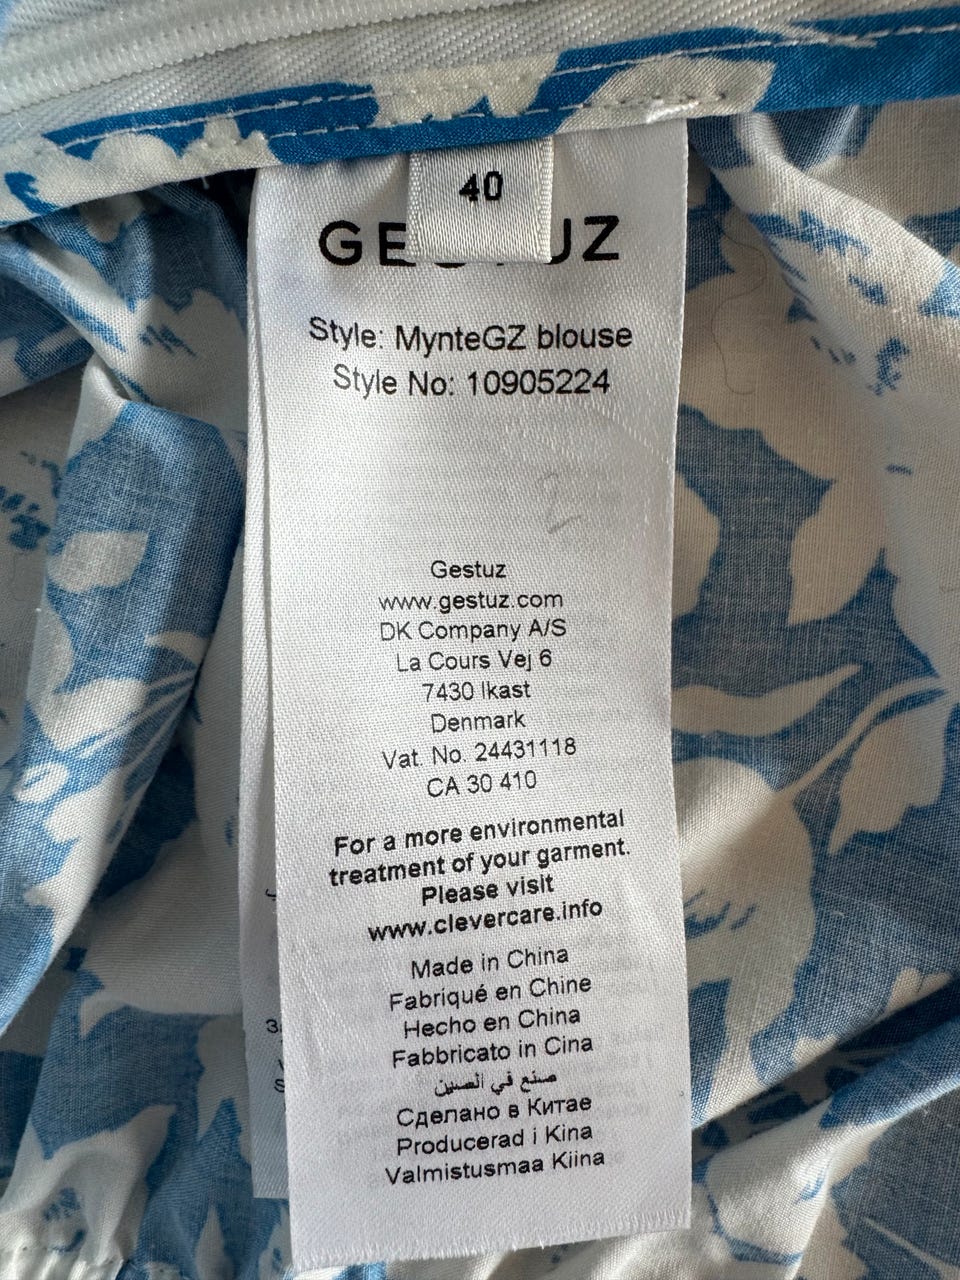 40
GESTUZ
Style: MynteGZ blouse
Style No: 10905224
2
Gestuz
www.gestuz.com
DK Company A/S
La Cours Vej 6
7430 Ikast
Denmark
Vat. No. 24431118
CA 30 410
For a more environmental
treatment of your garment.
Please visit
www.clevercare.info
Made in China
Fabriqué en Chine
Hecho en China
Fabbricato in Cina
صنع في الصين
Сделано в Китае
Producerad i Kina
Valmistusmaa Kiina